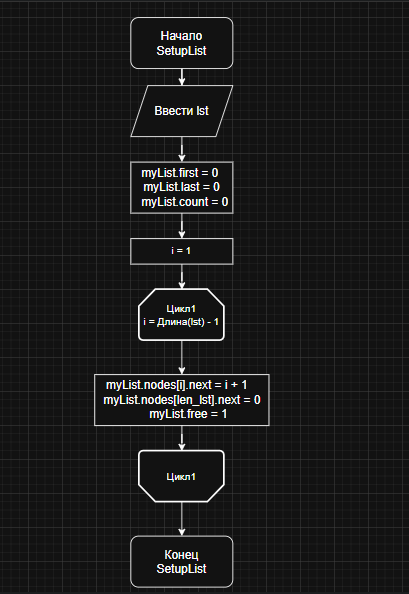 Начало
SetupList
Ввести lst
myList.first = 0
myList.last = 0
myList.count = 0
i = 1
Цикл1
i = Длина(lst) - 1
myList.nodes[i].next = i + 1
myList.nodes[len_lst].next = 0
myList.free = 1
Цикл1
Конец
SetupList